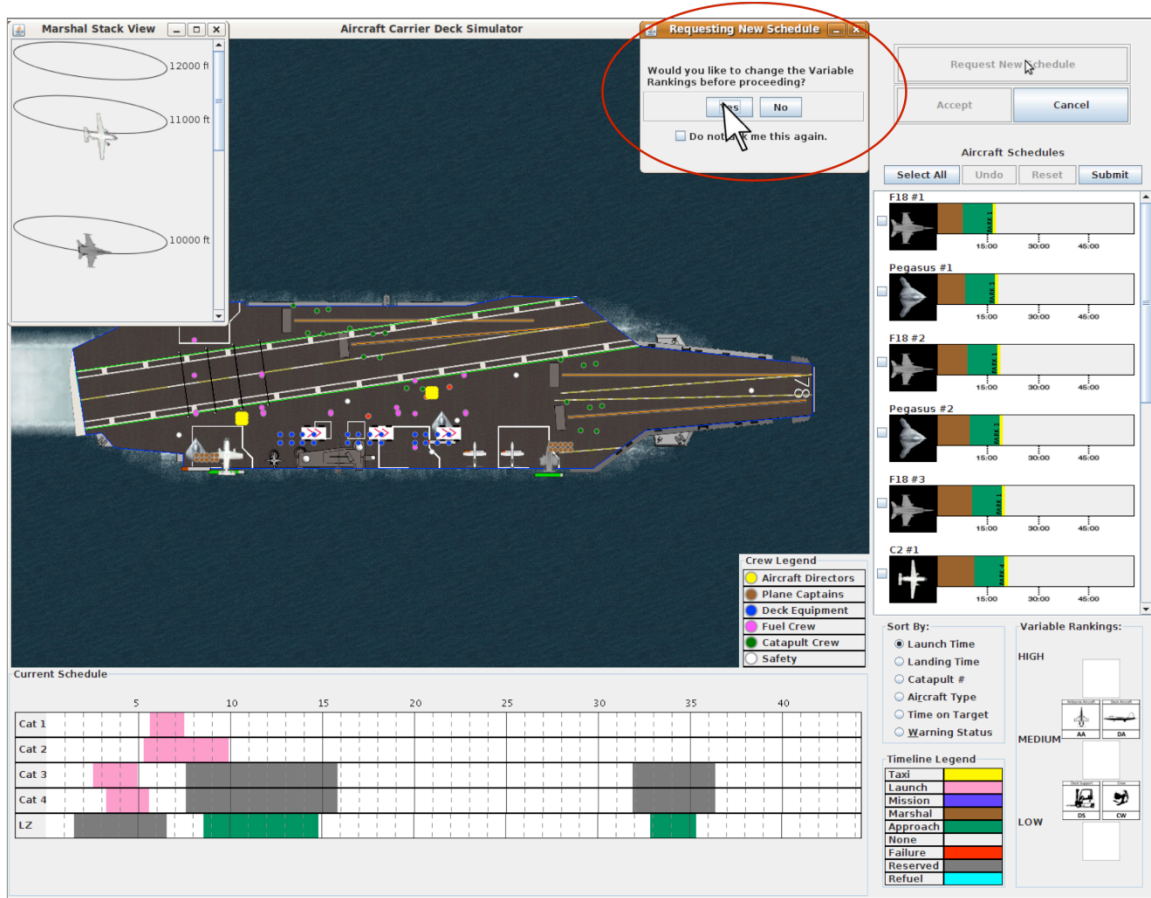 Marshal Stack View
12000 ft
11000 ft
10000 ft
Aircraft Carrier Deck Simulator
Requesting New Schedule
Would you like to change the Variable
Rankings before proceeding?
Yes
No
Do not ask me this again.
Request New Schedule
Accept
Cancel
Aircraft Schedules
Select All
Undo
Reset
Submit
F18 #1
PARK 1
15:00
30:00
45:00
Pegasus #1
15:00
30:00
45:00
F18 #2
15:00
30:00
45:00
Pegasus #2
15:00
30:00
45:00
F18 #3
15:00
30:00
45:00
C2 #1
PARK 4
15:00
30:00
45:00
78
Crew Legend
Aircraft Directors
Plane Captains
Deck Equipment
Fuel Crew
Catapult Crew
Safety
Current Schedule
5
10
15
20
25
30
35
40
Cat 1
Cat 2
Cat 3
Cat 4
LZ
Sort By:
Launch Time
Landing Time
Catapult #
Aircraft Type
Time on Target
Warning Status
Timeline Legend
Taxi
Launch
Mission
Marshal
Approach
None
Failure
Reserved
Refuel
Variable Rankings:
HIGH
AA
DA
MEDIUM
DS
CW
LOW